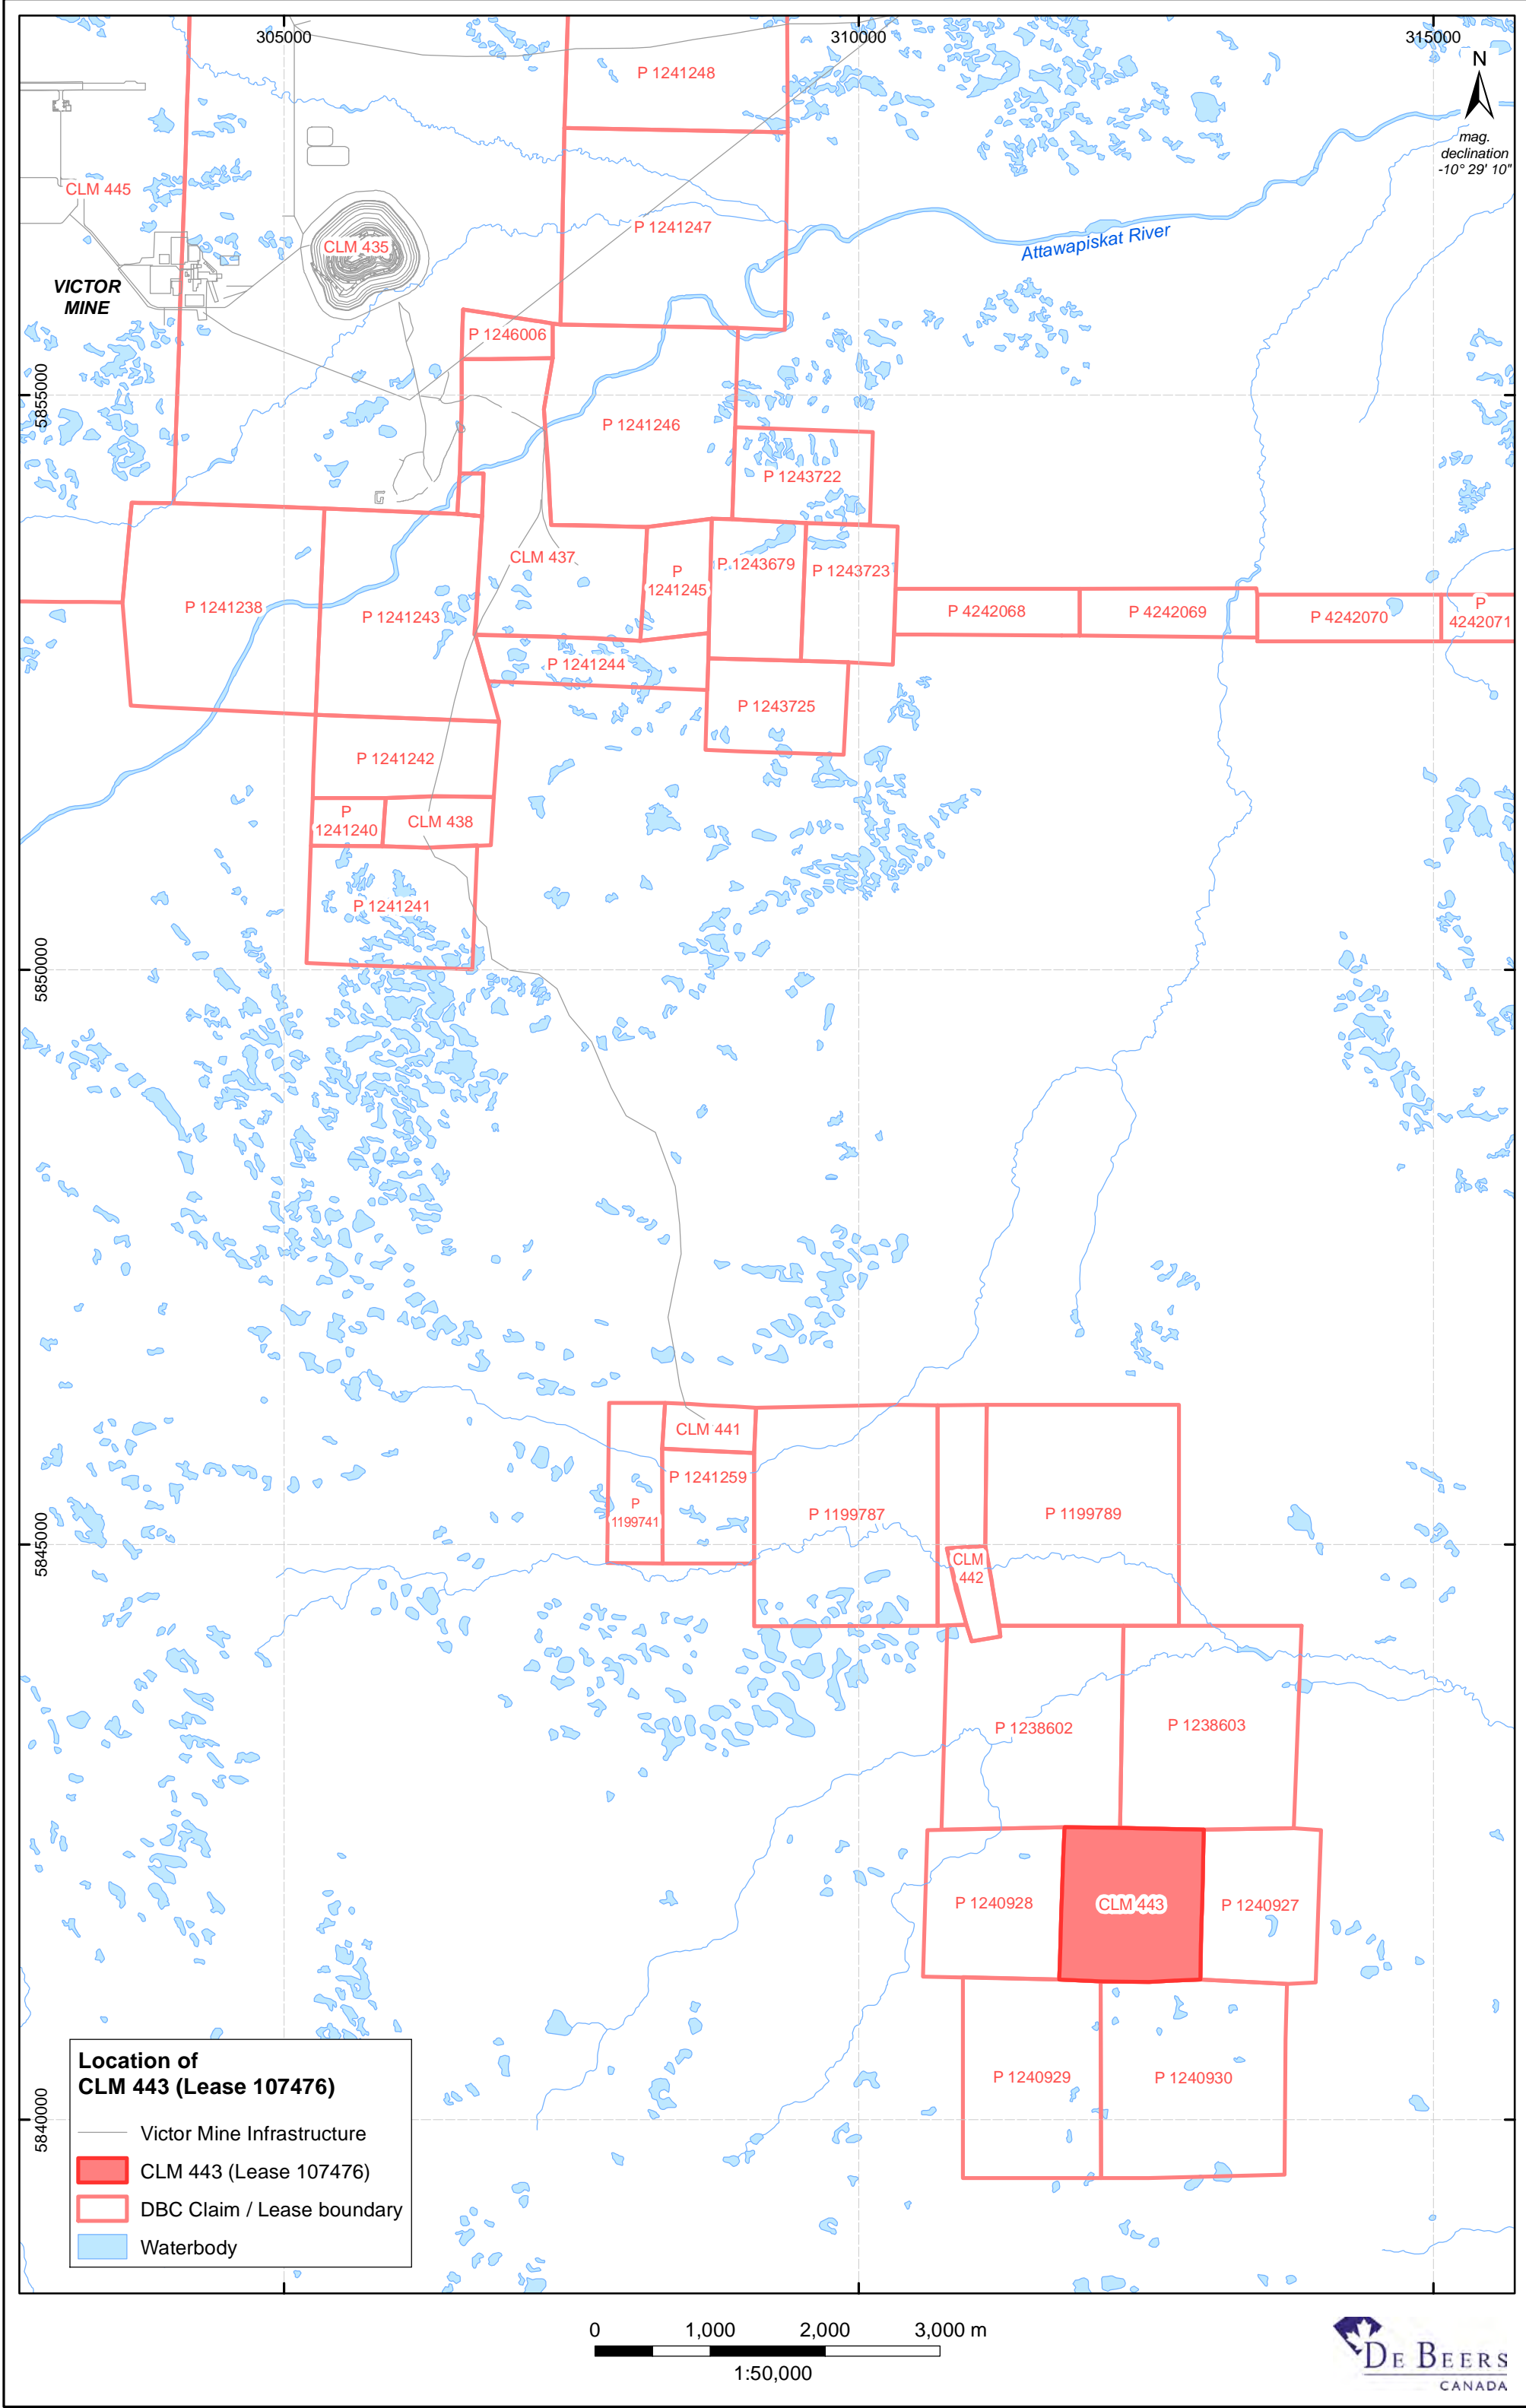 305000
310000
315000
N
mag.
declination
-10° 29' 10"
P 1241248
CLM 445
P 1241247
CLM 435
Attawapiskat River
VICTOR
MINE
P 1246006
5855000
P 1241246
P 1243722
CLM 437
P
1241245
P 1243679
P 1243723
P 1241238
P 1241243
P 4242068
P 4242069
P 4242070
P
4242071
P 1241244
P 1243725
P 1241242
P
1241240
CLM 438
P 1241241
5850000
CLM 441
P 1241259
P
1199741
P 1199787
P 1199789
5845000
CLM
442
P 1238602
P 1238603
P 1240928
CLM 443
P 1240927
P 1240929
P 1240930
5840000
Location of
CLM 443 (Lease 107476)
Victor Mine Infrastructure
CLM 443 (Lease 107476)
DBC Claim / Lease boundary
Waterbody
0 1,000 2,000 3,000 m
1:50,000
DE BEERS
CANADA